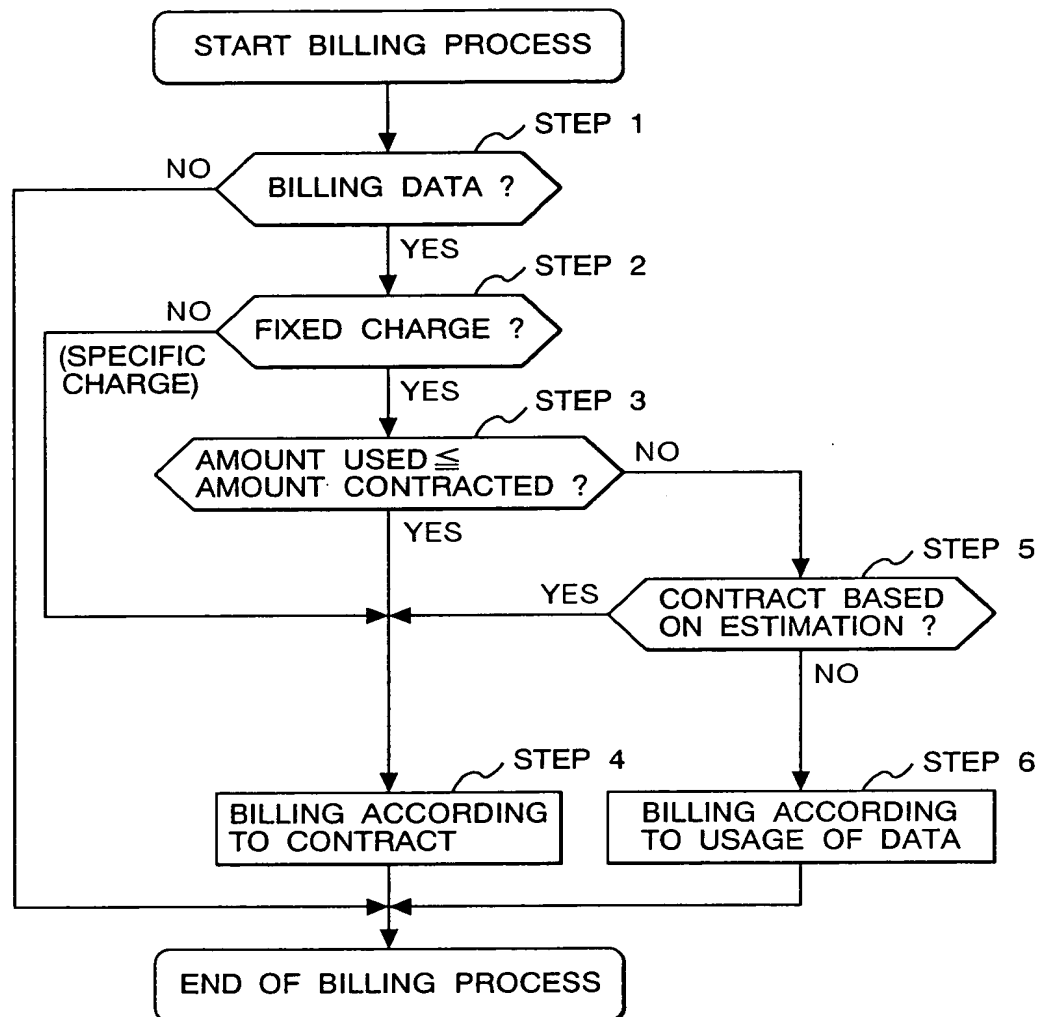 START BILLING PROCESS
STEP 1
NO
BILLING DATA ?
YES
STEP 2
NO
FIXED CHARGE ?
(SPECIFIC
CHARGE)
YES
STEP 3
AMOUNT USED ≦
AMOUNT CONTRACTED ?
NO
YES
STEP 5
YES
CONTRACT BASED
ON ESTIMATION ?
NO
STEP 4
STEP 6
BILLING ACCORDING
TO CONTRACT
BILLING ACCORDING
TO USAGE OF DATA
END OF BILLING PROCESS